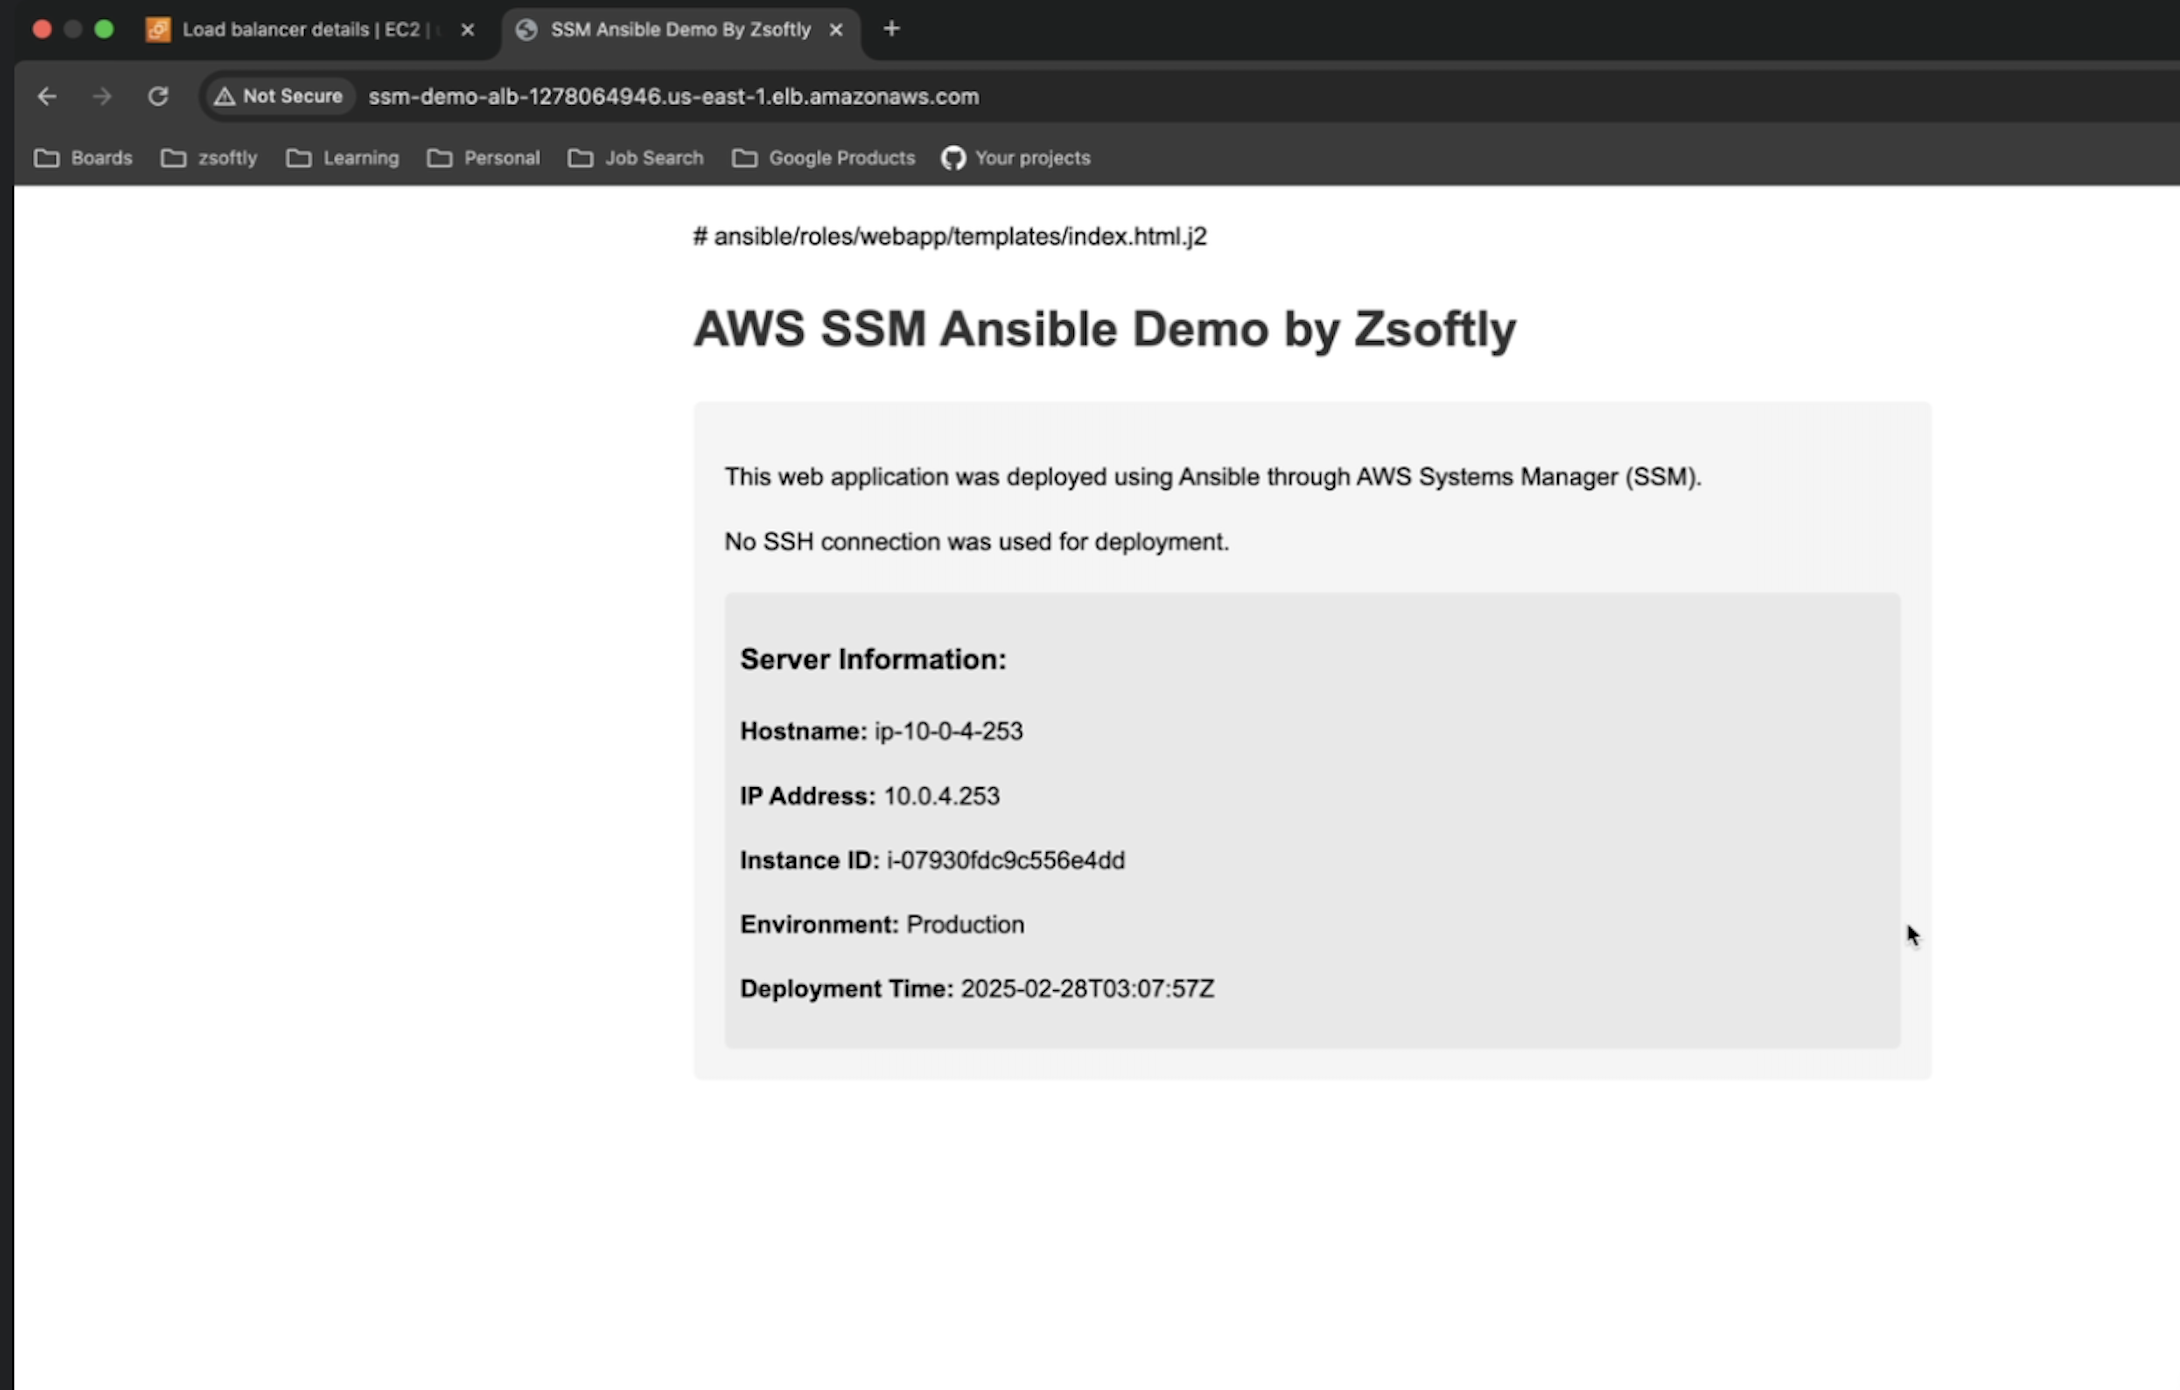 Load balancer details | EC2 |
SSM Ansible Demo By Zsoftly
Not Secure
ssm-demo-alb-1278064946.us-east-1.elb.amazonaws.com
Boards
zsoftly
Learning
Personal
Job Search
Google Products
Your projects
# ansible/roles/webapp/templates/index.html.j2
AWS SSM Ansible Demo by Zsoftly
This web application was deployed using Ansible through AWS Systems Manager (SSM).
No SSH connection was used for deployment.
Server Information:
Hostname: ip-10-0-4-253
IP Address: 10.0.4.253
Instance ID: i-07930fdc9c556e4dd
Environment: Production
Deployment Time: 2025-02-28T03:07:57Z